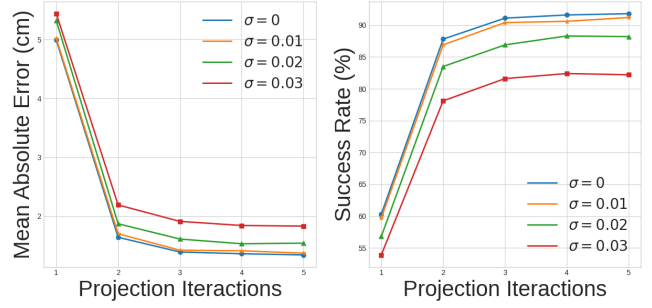 Mean Absolute Error (cm)
5
4
3
2
σ = 0
σ = 0.01
σ = 0.02
σ = 0.03
1 2 3 4 5
Projection Iteractions
Success Rate (%)
90
85
80
75
70
65
60
55
σ = 0
σ = 0.01
σ = 0.02
σ = 0.03
1 2 3 4 5
Projection Iteractions